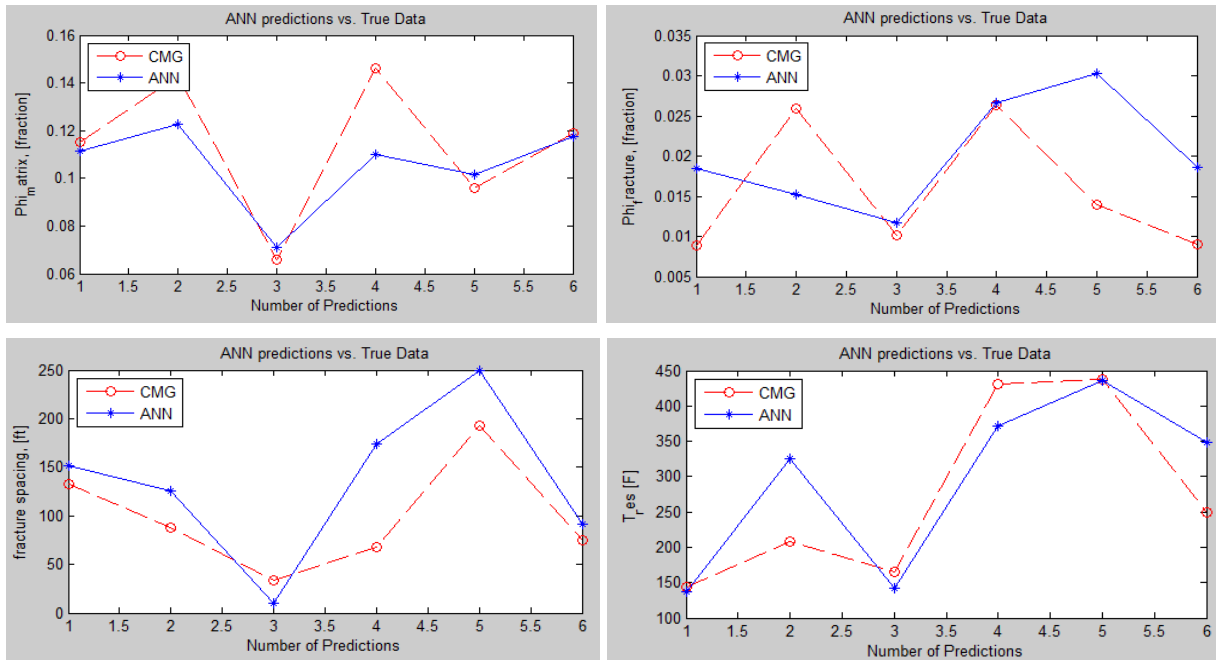 ANN predictions vs. True Data
CMG
ANN
Phi_m atrix, [fraction]
0.16
0.14
0.12
0.1
0.08
0.06
1 1.5 2 2.5 3 3.5 4 4.5 5 5.5 6
Number of Predictions
ANN predictions vs. True Data
CMG
ANN
Phi_f racture, [fraction]
0.035
0.03
0.025
0.02
0.015
0.01
0.005
1 1.5 2 2.5 3 3.5 4 4.5 5 5.5 6
Number of Predictions
ANN predictions vs. True Data
CMG
ANN
fracture spacing, [ft]
250
200
150
100
50
0
1 1.5 2 2.5 3 3.5 4 4.5 5 5.5 6
Number of Predictions
ANN predictions vs. True Data
CMG
ANN
T_r es [F]
450
400
350
300
250
200
150
100
1 1.5 2 2.5 3 3.5 4 4.5 5 5.5 6
Number of Predictions